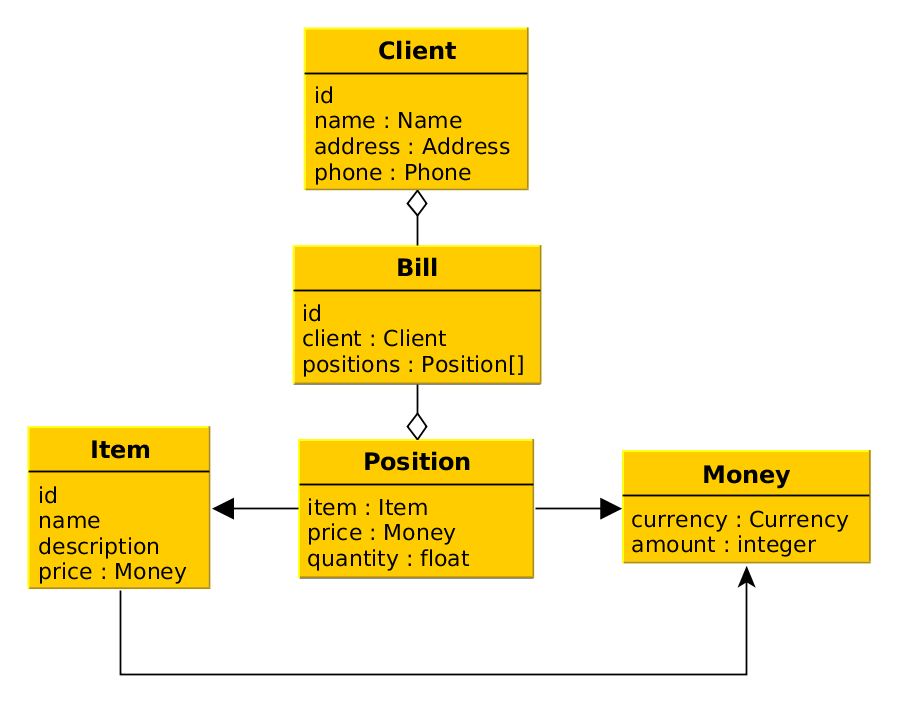 Client
id
name : Name
address : Address
phone : Phone
Bill
id
client : Client
positions : Position[]
Item
id
name
description
price : Money
Position
item : Item
price : Money
quantity : float
Money
currency : Currency
amount : integer